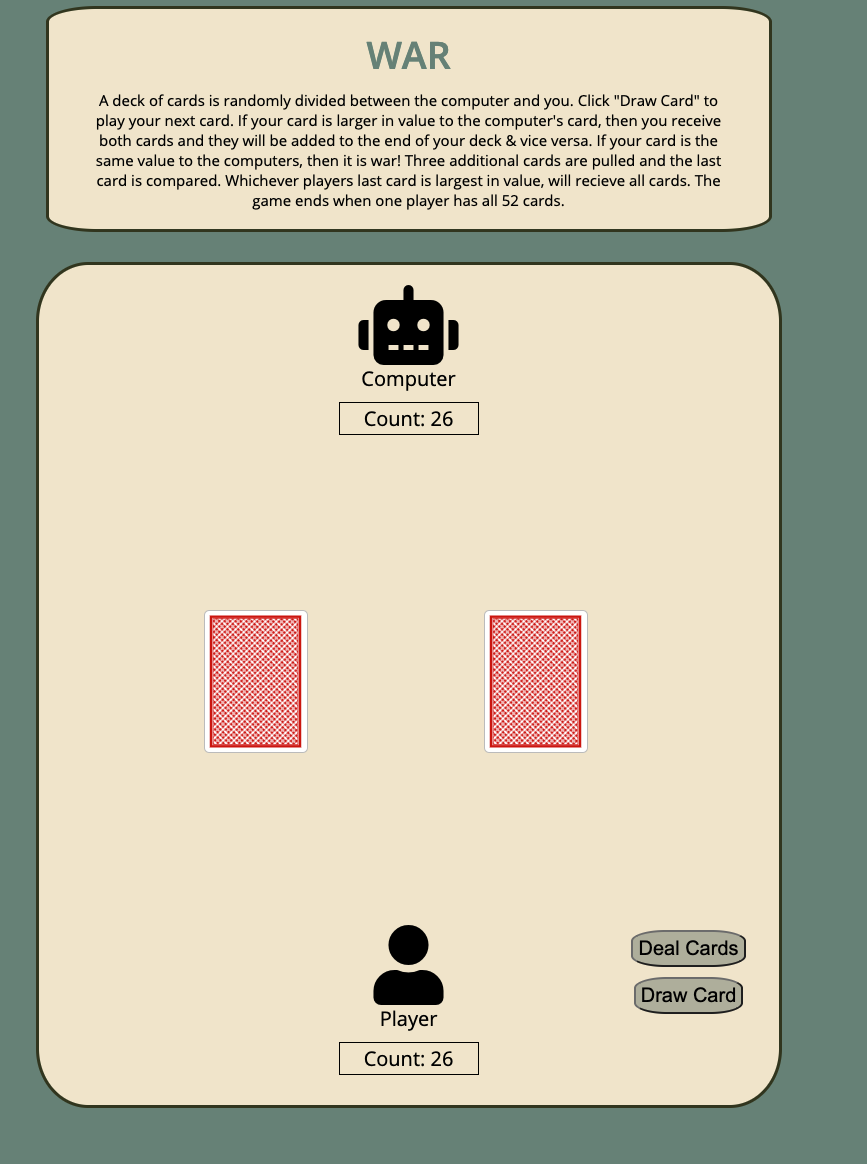 WAR
A deck of cards is randomly divided between the computer and you. Click "Draw Card" to
play your next card. If your card is larger in value to the computer's card, then you receive
both cards and they will be added to the end of your deck & vice versa. If your card is the
same value to the computers, then it is war! Three additional cards are pulled and the last
card is compared. Whichever players last card is largest in value, will recieve all cards. The
game ends when one player has all 52 cards.
Computer
Count: 26
Deal Cards
Draw Card
Player
Count: 26